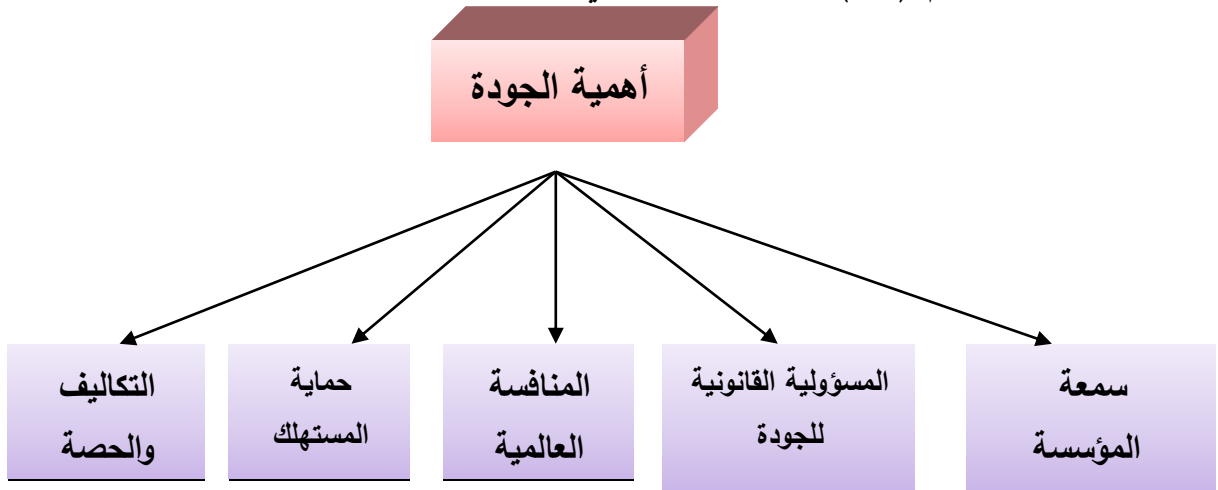 أهمية الجودة
سمعة
المؤسسة
المسؤولية القانونية
للجودة
المنافسة
العالمية
حماية
المستهلك
التكاليف
والحصة